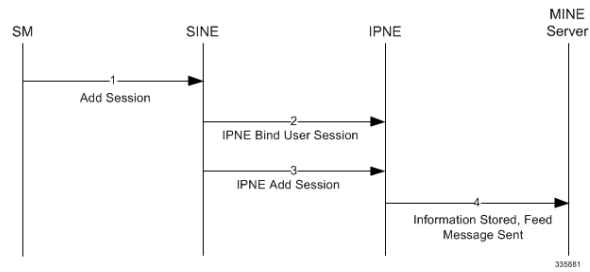 SM
SINE
IPNE
MINE
Server
1
Add Session
2
IPNE Bind User Session
3
IPNE Add Session
4
Information Stored, Feed
Message Sent
335881